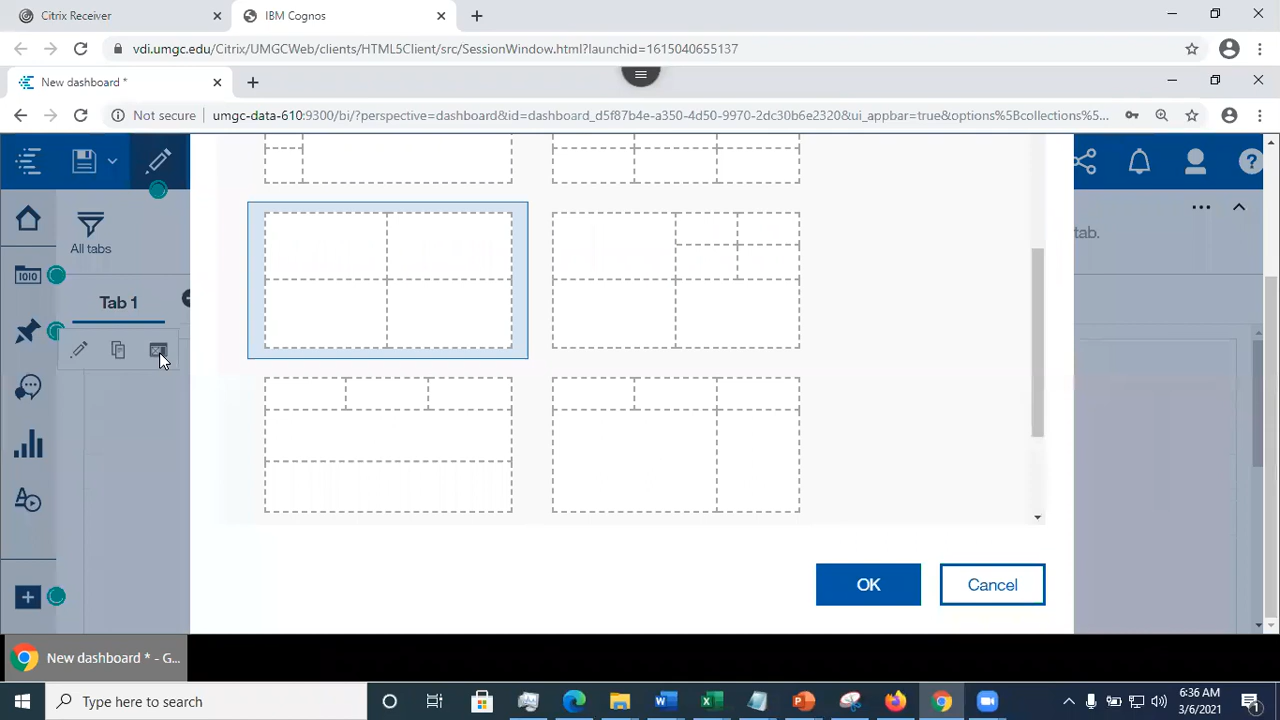 Citrix Receiver
IBM Cognos
vdi.umgc.edu/Citrix/UMGCWeb/clients/HTML5Client/src/SessionWindow.html?launchid=1615040655137
New dashboard *
Not secure
umgc-data-610:9300/bi/?perspective=dashboard&id=dashboard_d5f87b4e-a350-4d50-9970-2dc30b6e2320&ui_appbar=true&options%5Bcollections%5...
All tabs
tab.
Tab 1
OK
Cancel
New dashboard * - G...
Type here to search
6:36 AM
3/6/2021